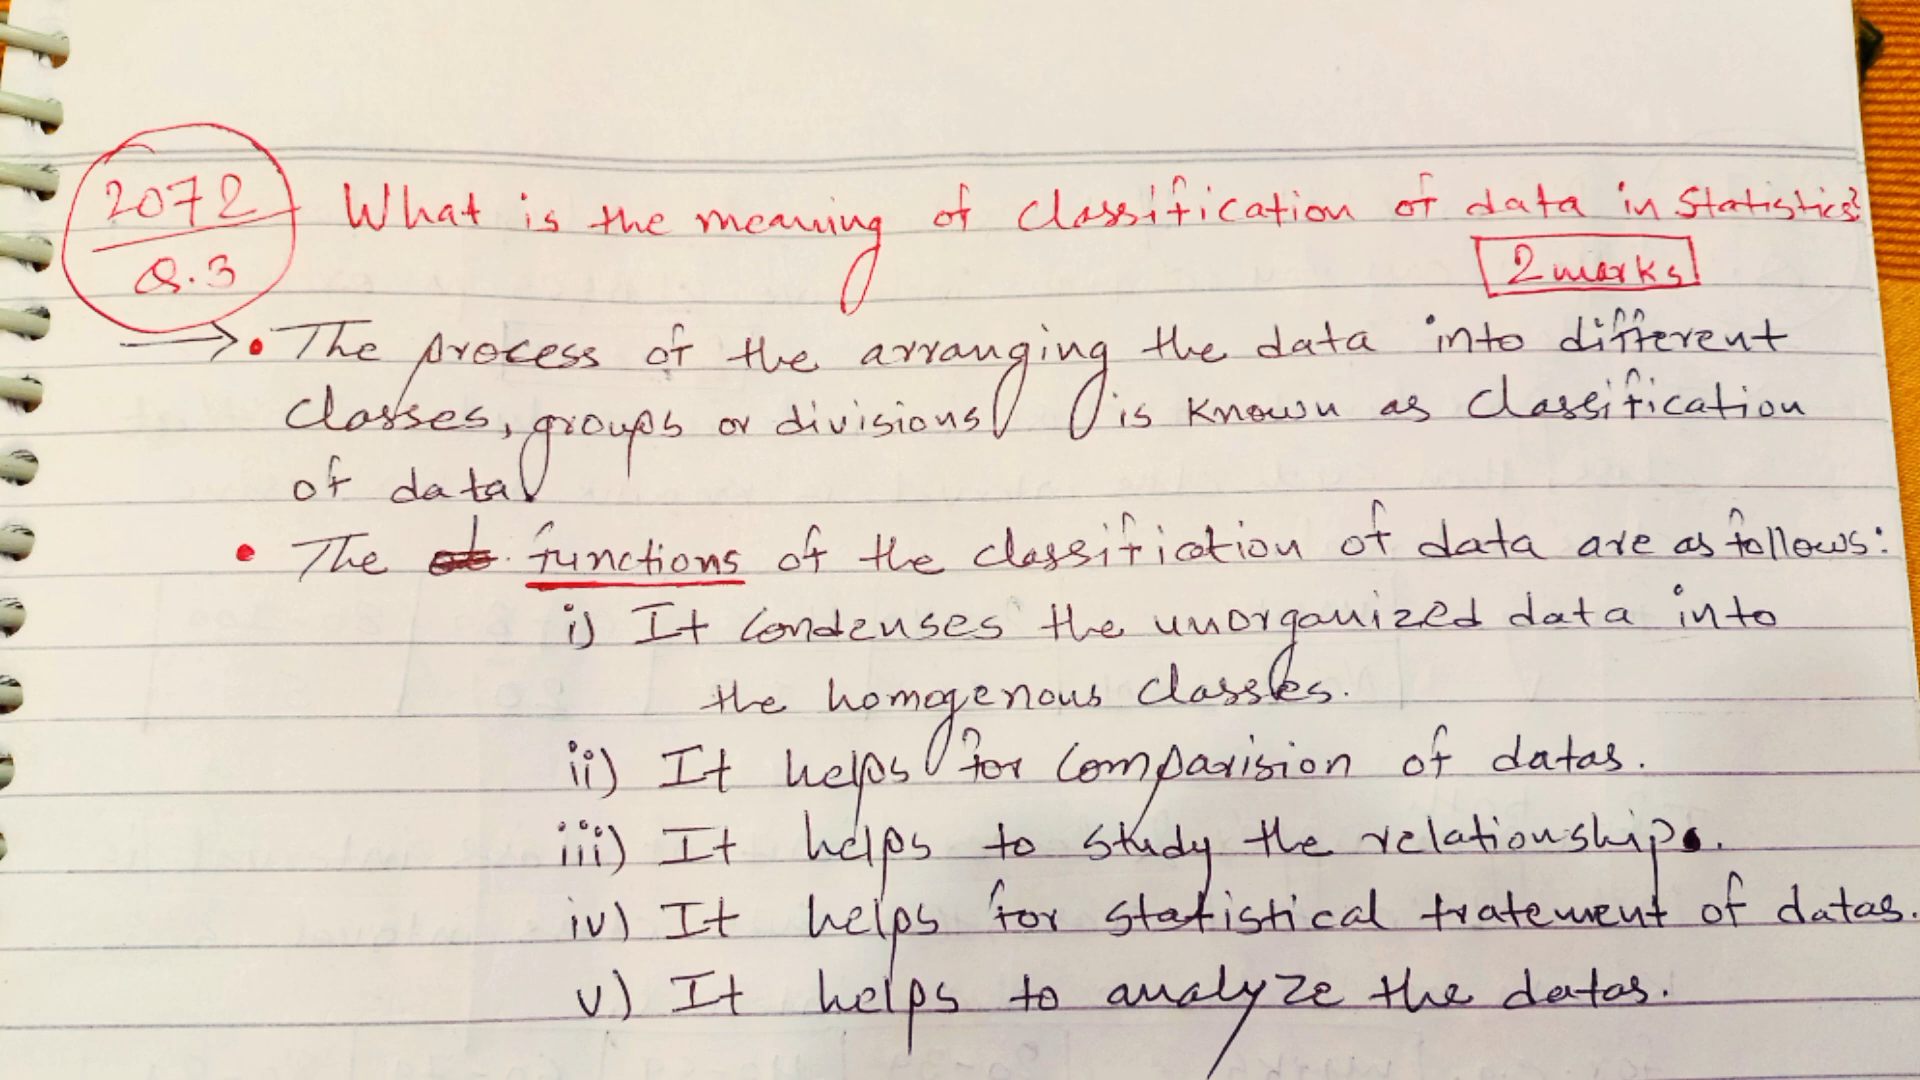 2072
Q.3
What is the meaning of classification of data in Statistics?
2 marks
→• The process of the arranging the data into different
classes, groups or divisions is known as classification
of data.
• The functions of the classifiction of data are as follows:
i) It condenses the unorganized data into
the homogenous classes.
ii) It helps for comparision of datas.
iii) It helps to study the relationship.
iv) It helps for statistical tratement of datas.
v) It helps to analyze the datas.